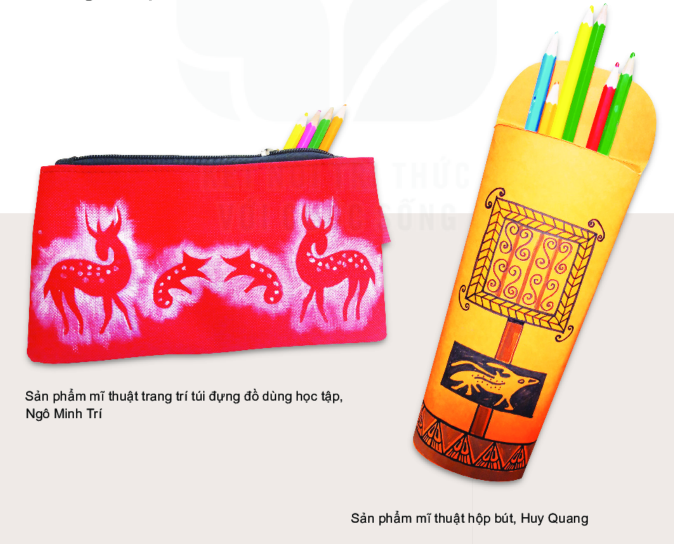 Sản phẩm mĩ thuật trang trí túi đựng đồ dùng học tập,
Ngô Minh Trí
Sản phẩm mĩ thuật hộp bút, Huy Quang